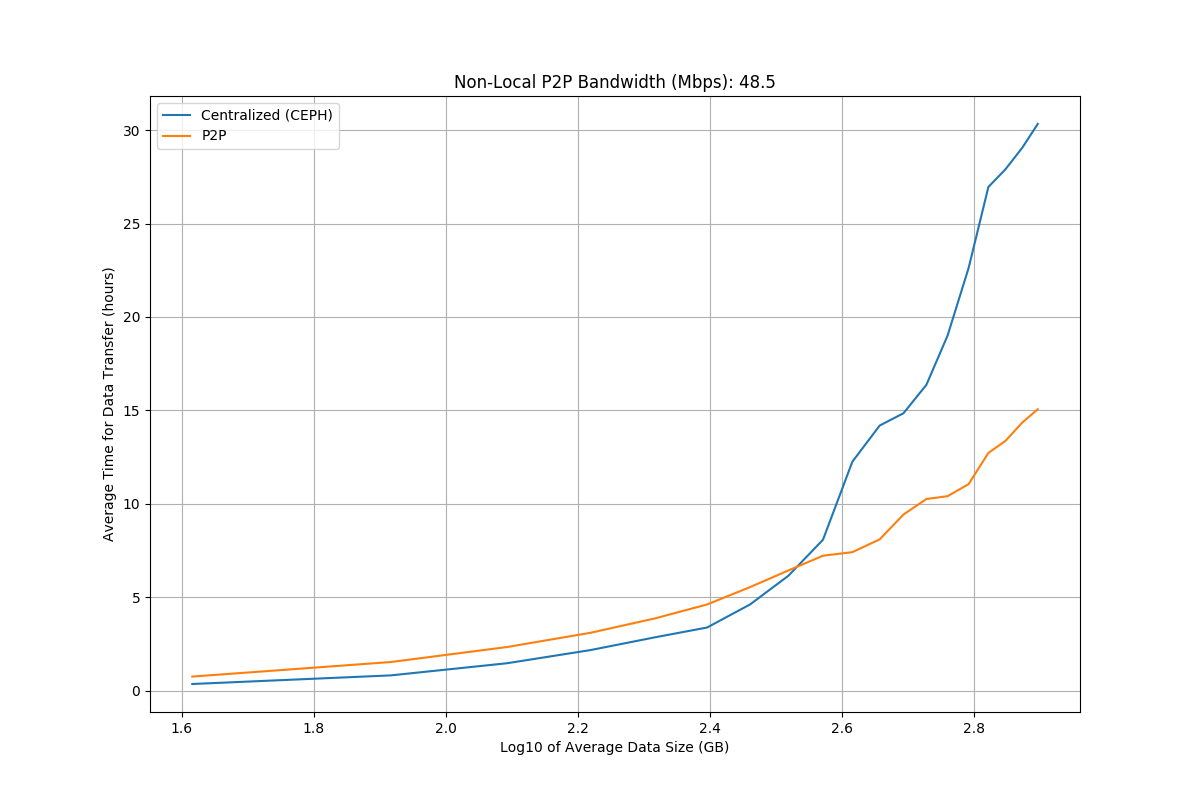 Non-Local P2P Bandwidth (Mbps): 48.5
Centralized (CEPH)
P2P
30
25
20
15
10
5
0
Average Time for Data Transfer (hours)
1.6 1.8 2.0 2.2 2.4 2.6 2.8
Log10 of Average Data Size (GB)